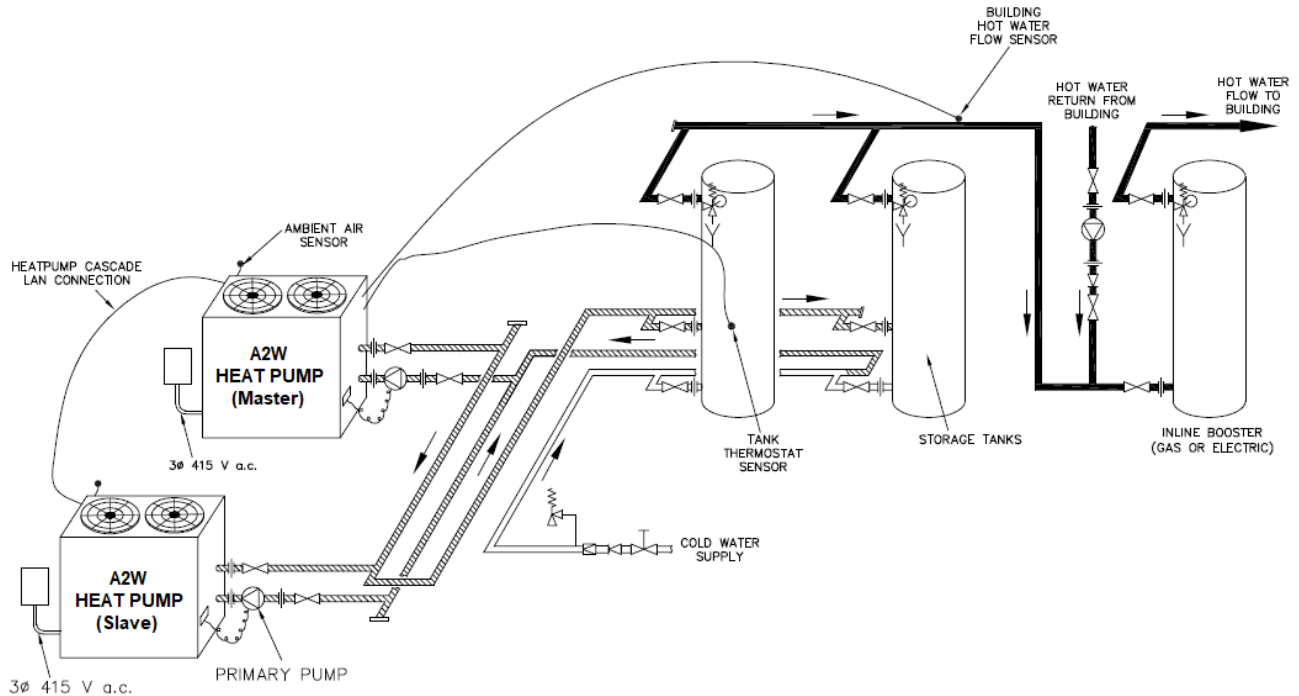 BUILDING
HOT WATER
FLOW SENSOR
HOT WATER
RETURN FROM
BUILDING
HOT WATER
FLOW TO
BUILDING
AMBIENT AIR
SENSOR
HEATPUMP CASCADE
LAN CONNECTION
A2W
HEAT PUMP
(Master)
3ø 415 V a.c.
TANK
THERMOSTAT
SENSOR
STORAGE TANKS
INLINE BOOSTER
(GAS OR ELECTRIC)
COLD WATER
SUPPLY
A2W
HEAT PUMP
(Slave)
PRIMARY PUMP
3ø 415 V a.c.